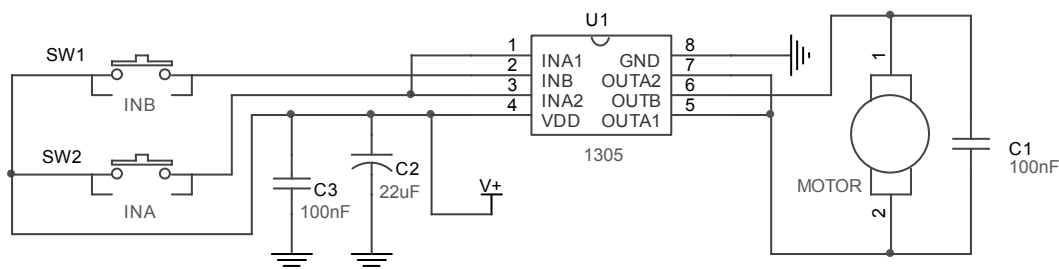 U1
SW1
INB
SW2
INA
1 INA1 GND 8
2 INB OUTA2 7
3 INA2 OUTB 6
4 VDD OUTA1 5
1305
C3
100nF
C2
22uF
V+
1
MOTOR
2
C1
100nF